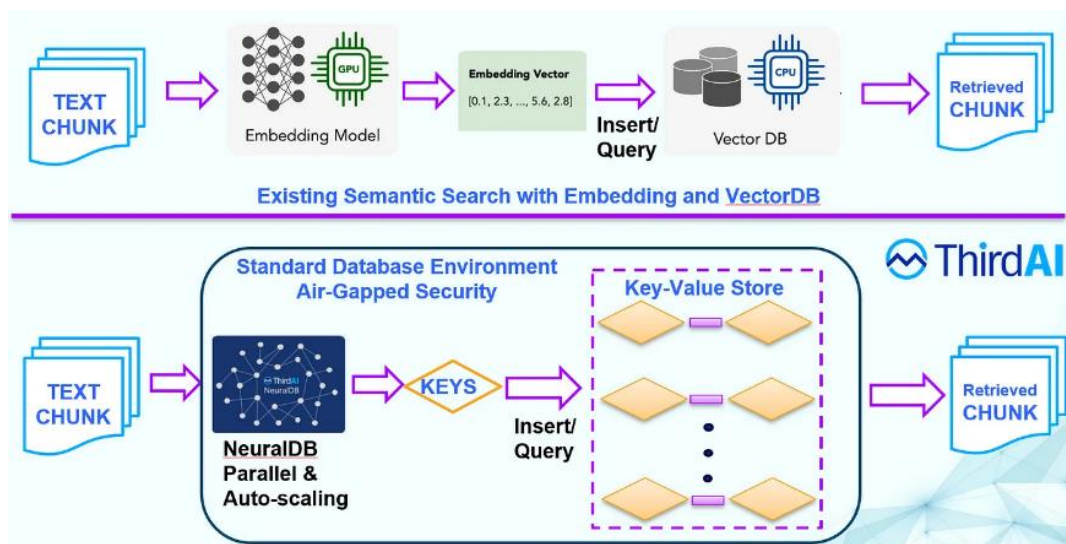 TEXT
CHUNK
GPU
Embedding Model
Embedding Vector
[0.1, 2.3, ..., 5.6, 2.8]
Insert/
Query
CPU
Vector DB
Retrieved
CHUNK
Existing Semantic Search with Embedding and VectorDB
ThirdAI
Standard Database Environment
Air-Gapped Security
Key-Value Store
TEXT
CHUNK
ThirdAI
NeuralDB
NeuralDB
Parallel &
Auto-scaling
KEYS
Insert/
Query
Retrieved
CHUNK